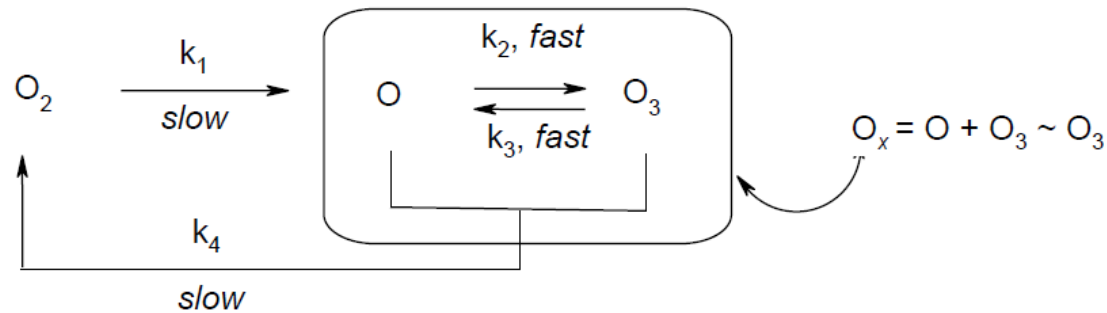 k₂, fast
k₁
O₂
slow
O
O₃
k₃, fast
Oₓ = O + O₃ ~ O₃
k₄
slow